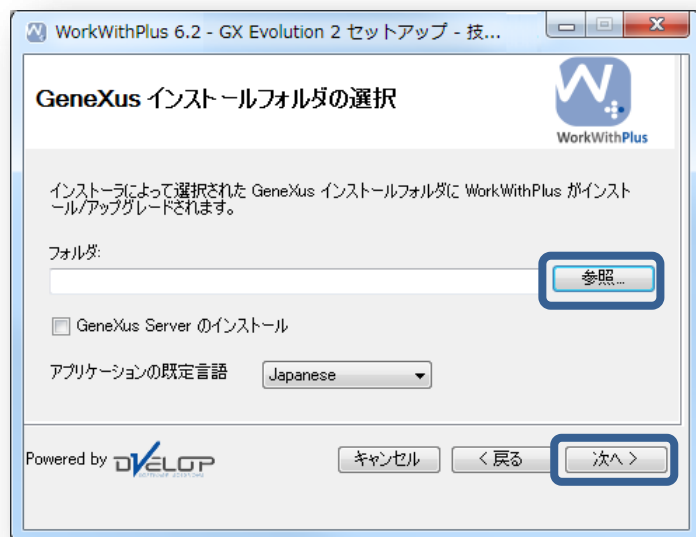 WorkWithPlus 6.2 - GX Evolution 2 セットアップ - 技...
GeneXus インストールフォルダの選択
WorkWithPlus
インストーラによって選択された GeneXus インストールフォルダに WorkWithPlus がインスト
ール/アップグレードされます。
フォルダ:
参照...
GeneXus Server のインストール
アプリケーションの既定言語
Japanese
Powered by DVELOP
キャンセル
< 戻る
次へ >